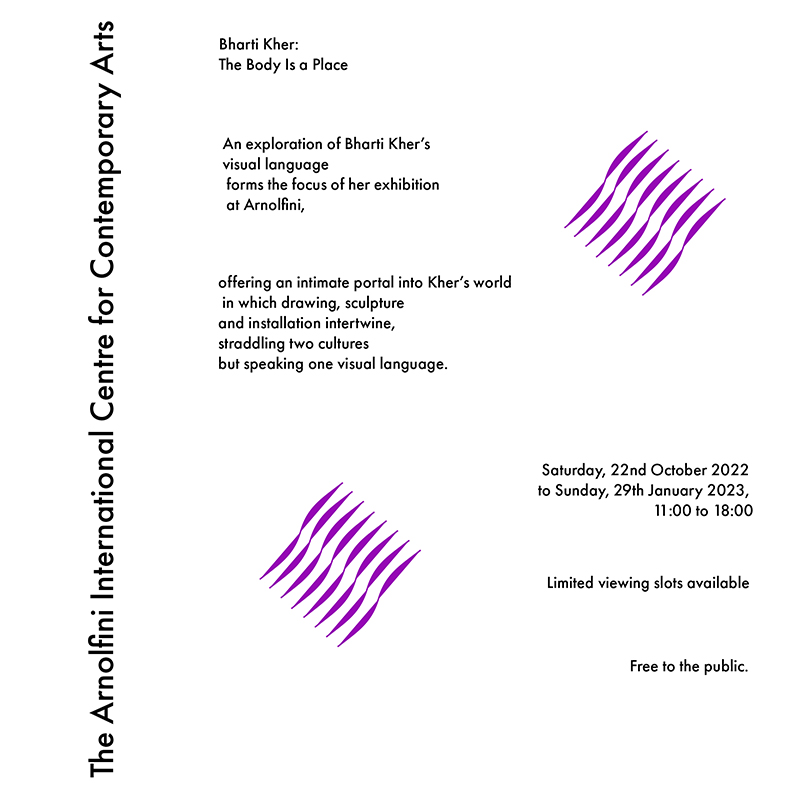 The Arnolfini International Centre for Contemporary Arts
Bharti Kher:
The Body Is a Place
An exploration of Bharti Kher’s
visual language
forms the focus of her exhibition
at Arnolfini,
offering an intimate portal into Kher’s world
in which drawing, sculpture
and installation intertwine,
straddling two cultures
but speaking one visual language.
Saturday, 22nd October 2022
to Sunday, 29th January 2023,
11:00 to 18:00
Limited viewing slots available
Free to the public.